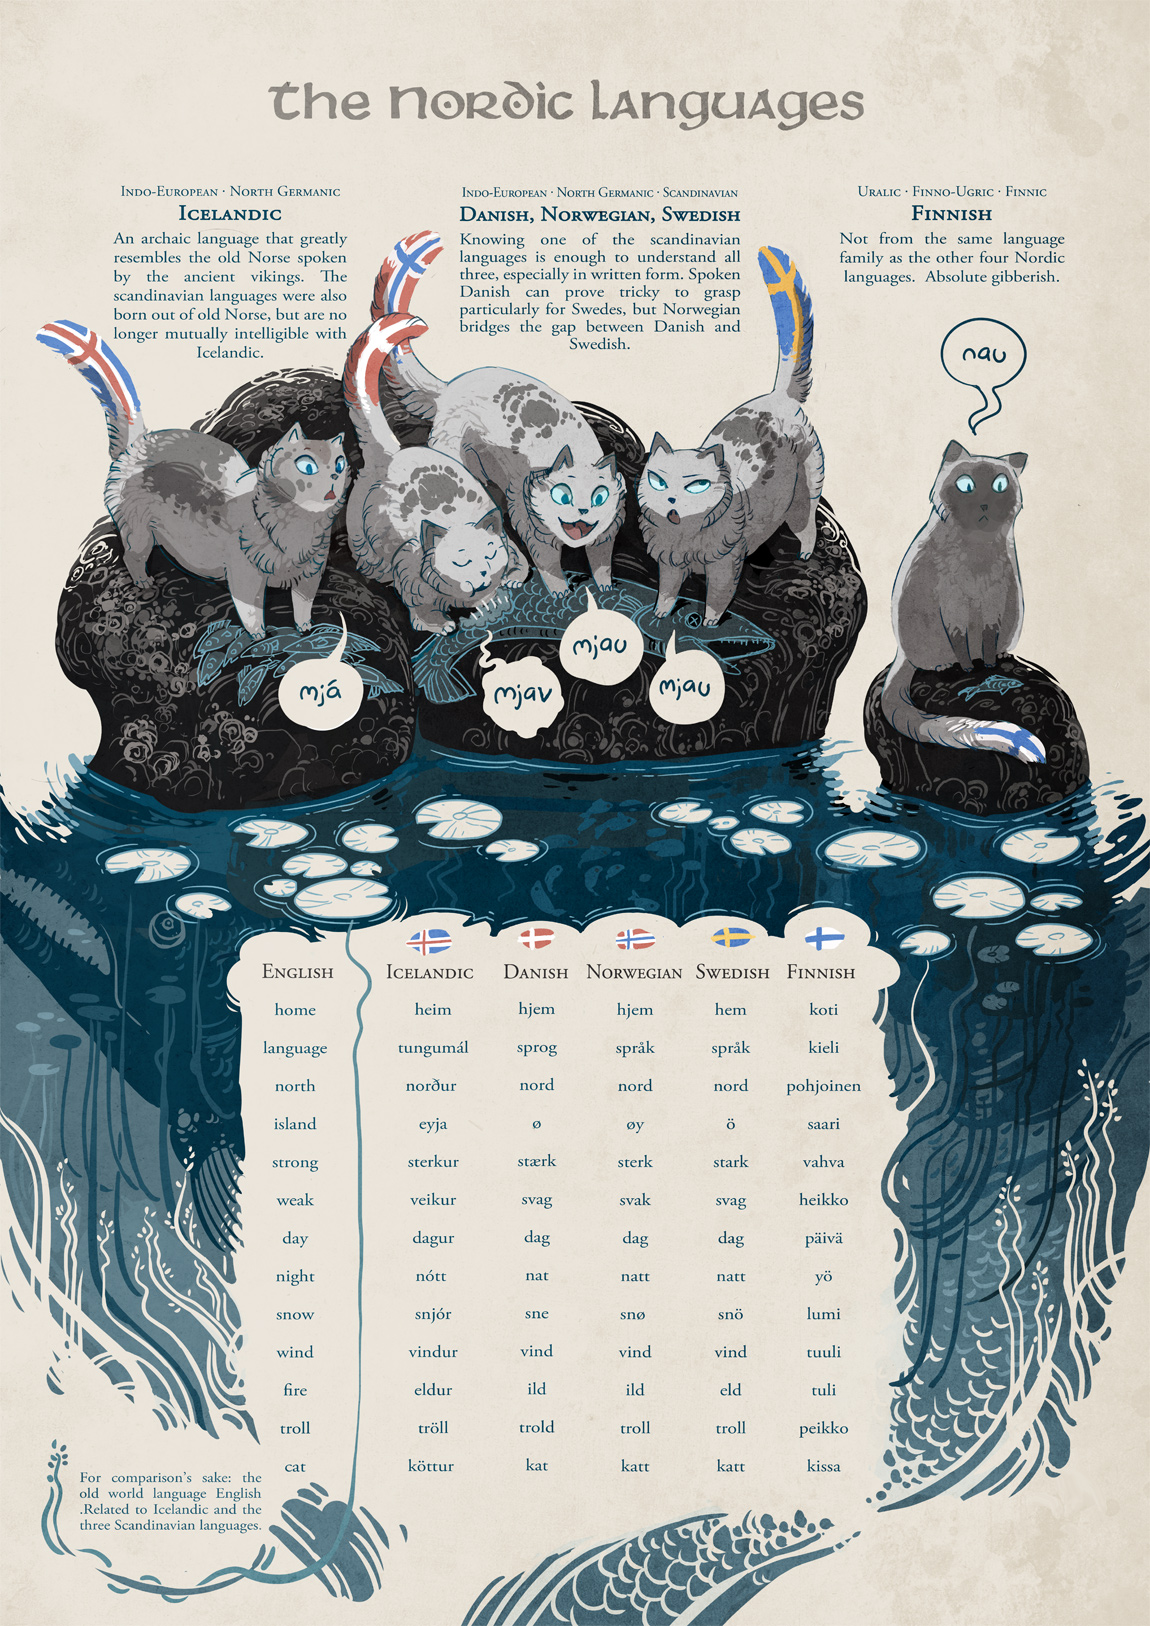 the Nordic Languages
Indo-European · North Germanic
Icelandic
An archaic language that greatly
resembles the old Norse spoken
by the ancient vikings. The
scandinavian languages were also
born out of old Norse, but are no
longer mutually intelligible with
Icelandic.
Indo-European · North Germanic · Scandinavian
Danish, Norwegian, Swedish
Knowing one of the scandinavian
languages is enough to understand all
three, especially in written form. Spoken
Danish can prove tricky to grasp
particularly for Swedes, but Norwegian
bridges the gap between Danish and
Swedish.
Uralic · Finno-Ugric · Finnic
Finnish
Not from the same language
family as the other four Nordic
languages. Absolute gibberish.
nau
mjá
mjav
mjau
mjau
English Icelandic Danish Norwegian Swedish Finnish
home heim hjem hjem hem koti
language tungumál sprog språk språk kieli
north norður nord nord nord pohjoinen
island eyja ø øy ö saari
strong sterkur stærk sterk stark vahva
weak veikur svag svak svag heikko
day dagur dag dag dag päivä
night nótt nat natt natt yö
snow snjór sne snø snö lumi
wind vindur vind vind vind tuuli
fire eldur ild ild eld tuli
troll tröll trold troll troll peikko
cat köttur kat katt katt kissa
For comparison's sake: the
old world language English
.Related to Icelandic and the
three Scandinavian languages.